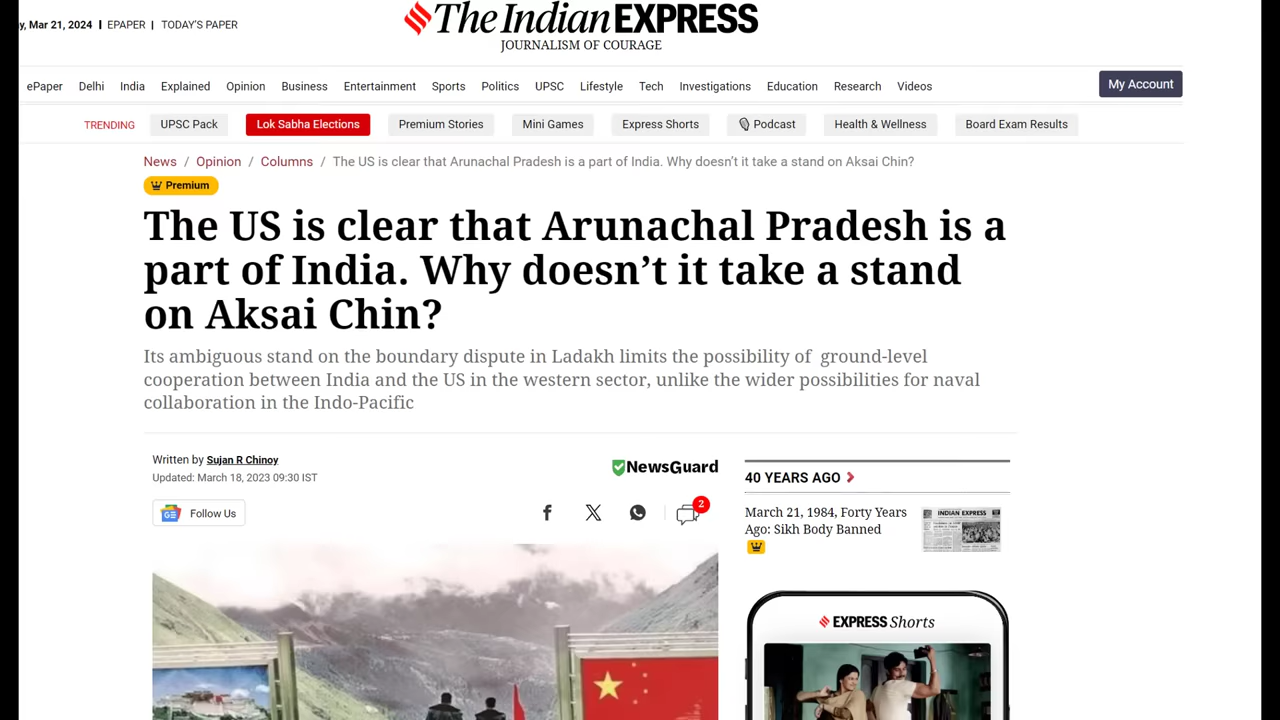 y, Mar 21, 2024 | EPAPER | TODAY'S PAPER
The Indian EXPRESS
JOURNALISM OF COURAGE
ePaper Delhi India Explained Opinion Business Entertainment Sports Politics UPSC Lifestyle Tech Investigations Education Research Videos My Account
TRENDING UPSC Pack Lok Sabha Elections Premium Stories Mini Games Express Shorts Podcast Health & Wellness Board Exam Results
News / Opinion / Columns / The US is clear that Arunachal Pradesh is a part of India. Why doesn't it take a stand on Aksai Chin?
Premium
The US is clear that Arunachal Pradesh is a
part of India. Why doesn't it take a stand
on Aksai Chin?
Its ambiguous stand on the boundary dispute in Ladakh limits the possibility of ground-level
cooperation between India and the US in the western sector, unlike the wider possibilities for naval
collaboration in the Indo-Pacific
Written by Sujan R Chinoy
Updated: March 18, 2023 09:30 IST
NewsGuard
GE Follow Us
2
40 YEARS AGO
March 21, 1984, Forty Years
Ago: Sikh Body Banned
INDIAN EXPRESS
EXPRESS Shorts